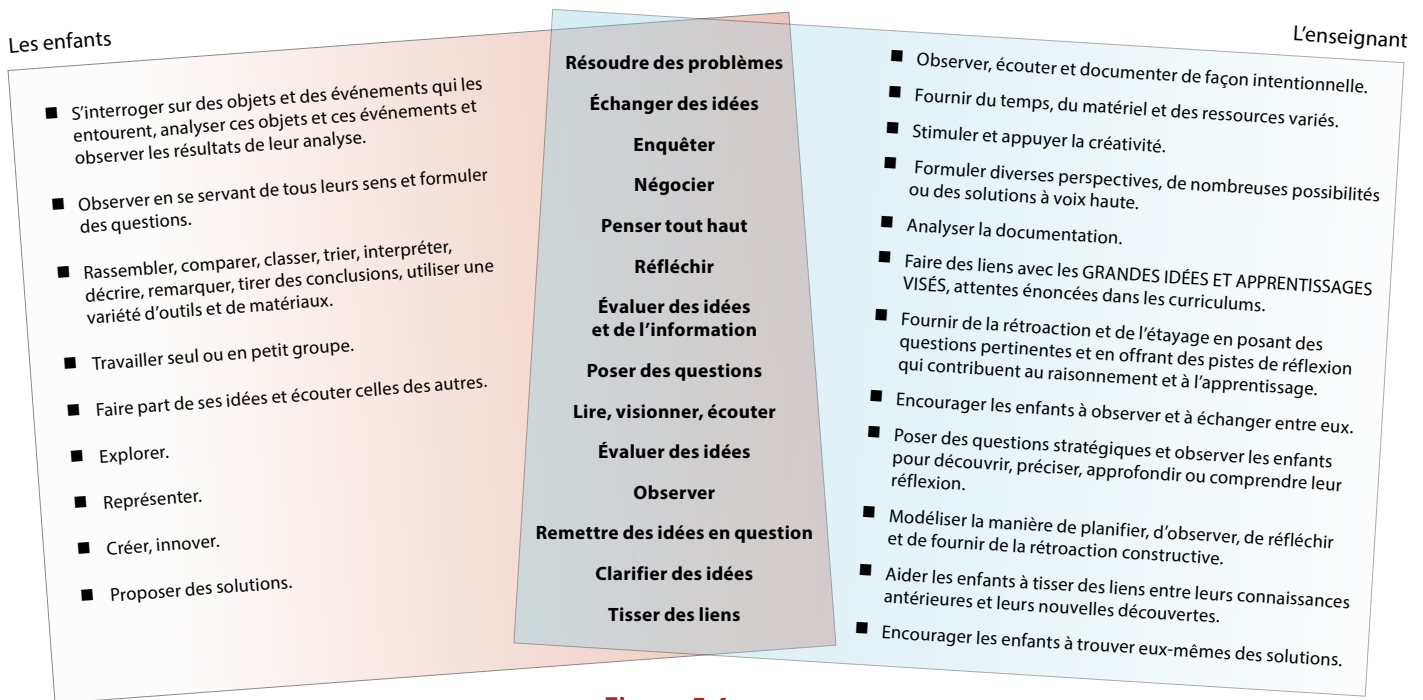 Les enfants
S'interroger sur des objets et des événements qui les
entourent, analyser ces objets et ces événements et
observer les résultats de leur analyse.
Observer en se servant de tous leurs sens et formuler
des questions.
Rassembler, comparer, classer, trier, interpréter,
décrire, remarquer, tirer des conclusions, utiliser une
variété d'outils et de matériaux.
Travailler seul ou en petit groupe.
Faire part de ses idées et écouter celles des autres.
Explorer.
Représenter.
Créer, innover.
Proposer des solutions.
Résoudre des problèmes
Échanger des idées
Enquêter
Négocier
Penser tout haut
Réfléchir
Évaluer des idées
et de l'information
Poser des questions
Lire, visionner, écouter
Évaluer des idées
Observer
Remettre des idées en question
Clarifier des idées
Tisser des liens
L'enseignant
Observer, écouter et documenter de façon intentionnelle.
Fournir du temps, du matériel et des ressources variés.
Stimuler et appuyer la créativité.
Formuler diverses perspectives, de nombreuses possibilités
ou des solutions à voix haute.
Analyser la documentation.
Faire des liens avec les GRANDES IDÉES ET APPRENTISSAGES
VISÉS, attentes énoncées dans les curriculums.
Fournir de la rétroaction et de l'étayage en posant des
questions pertinentes et en offrant des pistes de réflexion
qui contribuent au raisonnement et à l'apprentissage.
Encourager les enfants à observer et à échanger entre eux.
Poser des questions stratégiques et observer les enfants
pour découvrir, préciser, approfondir ou comprendre leur
réflexion.
Modéliser la manière de planifier, d'observer, de réfléchir
et de fournir de la rétroaction constructive.
Aider les enfants à tisser des liens entre leurs connaissances
antérieures et leurs nouvelles découvertes.
Encourager les enfants à trouver eux-mêmes des solutions.